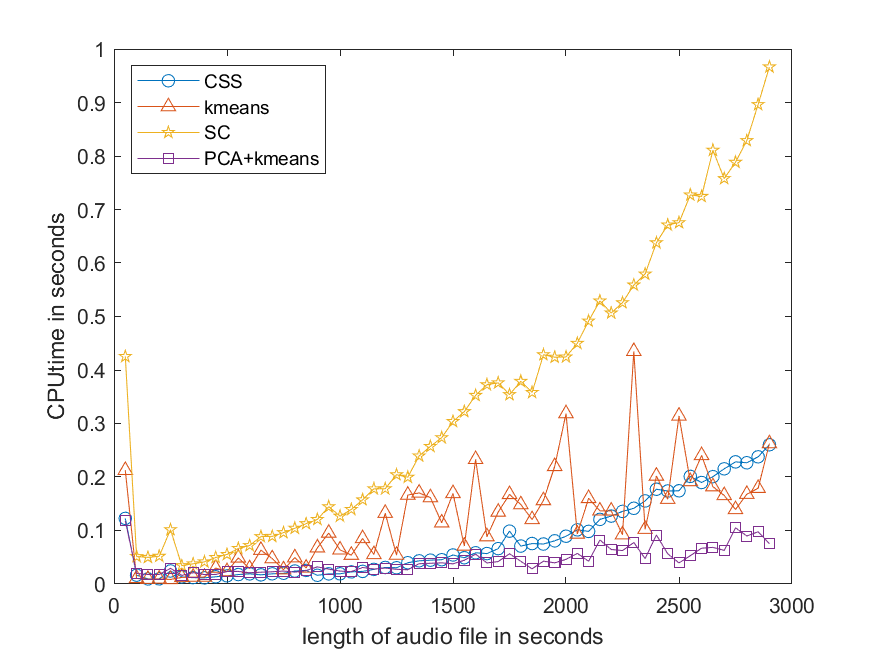 1
0.9
0.8
0.7
0.6
0.5
0.4
0.3
0.2
0.1
0
CPUtime in seconds
CSS
kmeans
SC
PCA+kmeans
0 500 1000 1500 2000 2500 3000
length of audio file in seconds